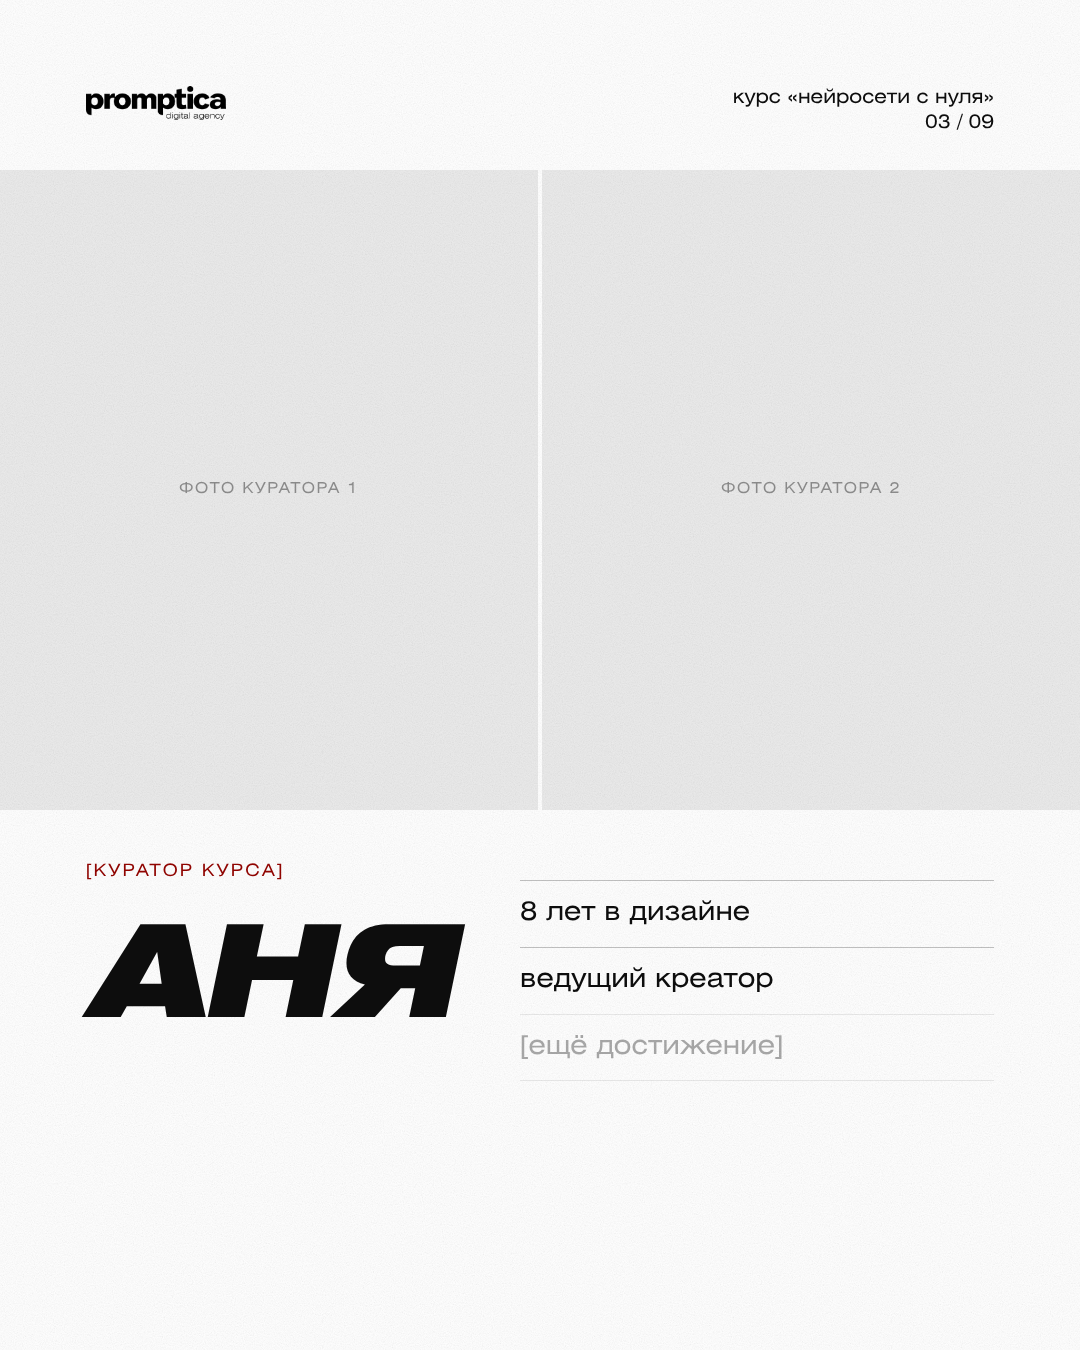 promptica
digital agency
курс «нейросети с нуля»
03 / 09
ФОТО КУРАТОРА 1
ФОТО КУРАТОРА 2
[КУРАТОР КУРСА]
АНЯ
8 лет в дизайне
ведущий креатор
[ещё достижение]